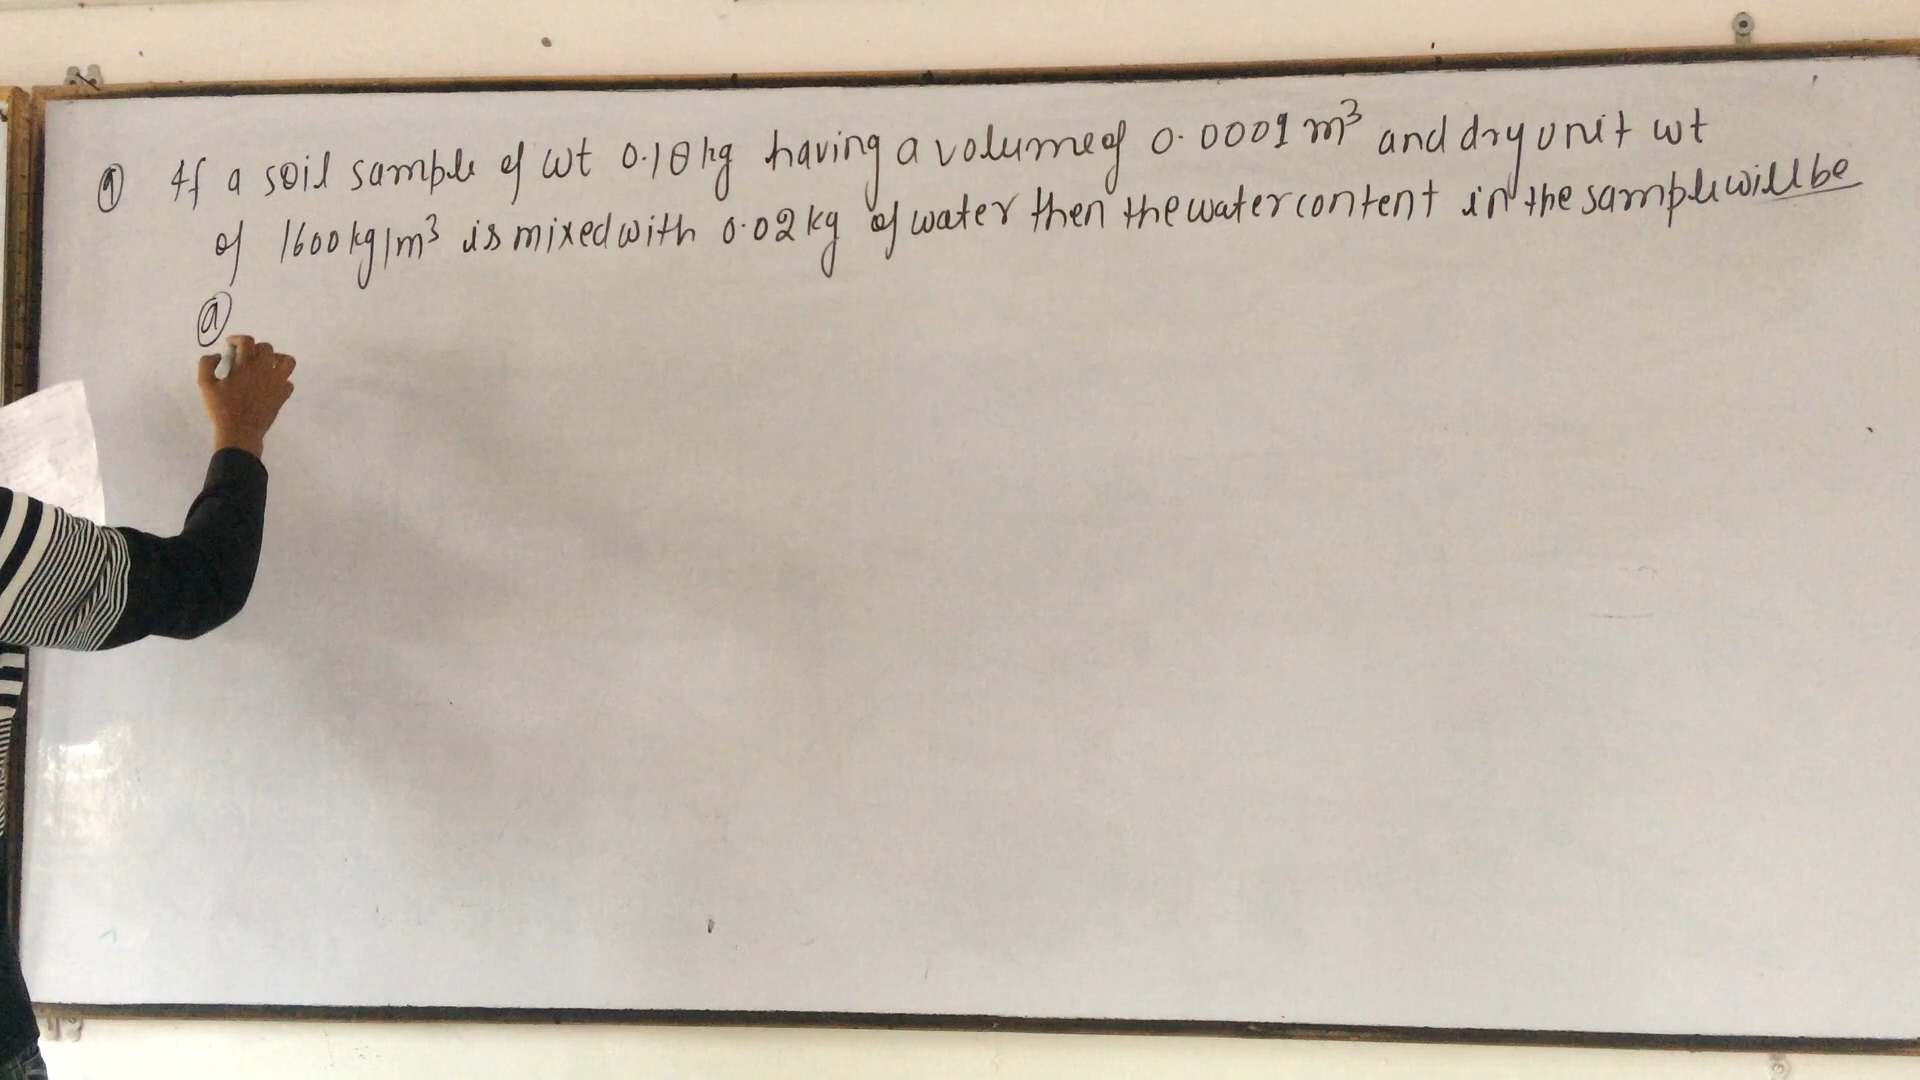 ① If a soil sample of wt 0.18 kg having a volume of 0.0001 m³ and dry unit wt
of 1600 kg/m³ is mixed with 0.02 kg of water then the water content in the sample will be
ⓐ